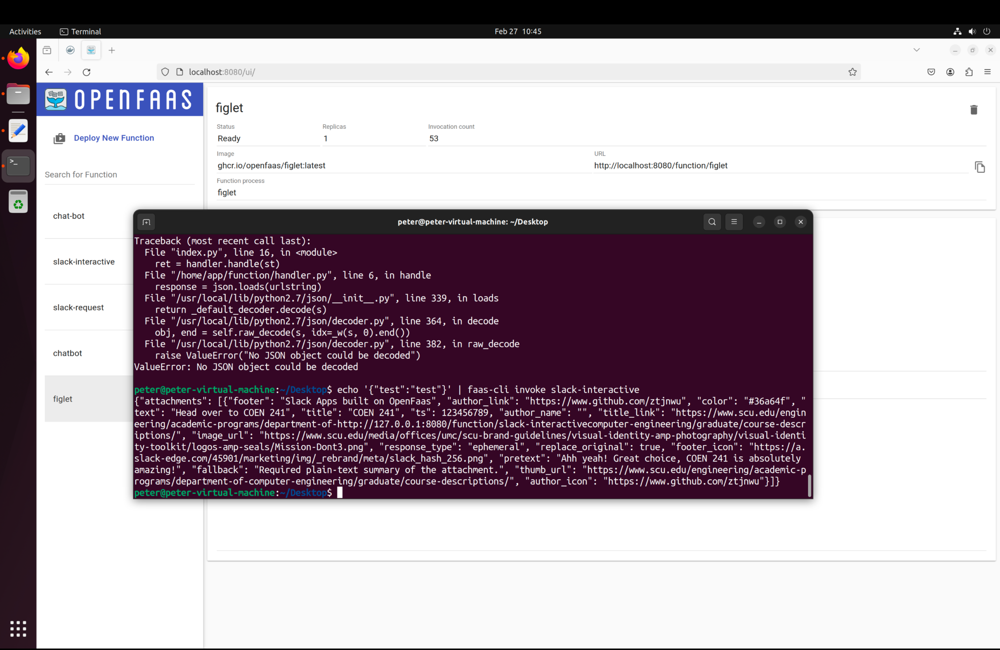 Activities
Terminal
Feb 27 10:45
localhost:8080/ui/
OPENFAAS
Deploy New Function
Search for Function
chat-bot
slack-interactive
slack-request
chatbot
figlet
figlet
Status
Replicas
Invocation count
Ready
1
53
Image
URL
ghcr.io/openfaas/figlet:latest
http://localhost:8080/function/figlet
Function process
figlet
peter@peter-virtual-machine: ~/Desktop
Traceback (most recent call last):
  File "index.py", line 16, in <module>
    ret = handler.handle(st)
  File "/home/app/function/handler.py", line 6, in handle
    response = json.loads(urlstring)
  File "/usr/local/lib/python2.7/json/__init__.py", line 339, in loads
    return _default_decoder.decode(s)
  File "/usr/local/lib/python2.7/json/decoder.py", line 364, in decode
    obj, end = self.raw_decode(s, idx=_w(s, 0).end())
  File "/usr/local/lib/python2.7/json/decoder.py", line 382, in raw_decode
    raise ValueError("No JSON object could be decoded")
ValueError: No JSON object could be decoded
peter@peter-virtual-machine:~/Desktop$ echo '{"test":"test"}' | faas-cli invoke slack-interactive
{"attachments": [{"footer": "Slack Apps built on OpenFaas", "author_link": "https://www.github.com/ztjnwu", "color": "#36a64f", "
text": "Head over to COEN 241", "title": "COEN 241", "ts": 123456789, "author_name": "", "title_link": "https://www.scu.edu/engin
eering/academic-programs/department-of-http://127.0.0.1:8080/function/slack-interactivecomputer-engineering/graduate/course-descr
iptions/", "image_url": "https://www.scu.edu/media/offices/umc/scu-brand-guidelines/visual-identity-amp-photography/visual-identi
ty-toolkit/logos-amp-seals/Mission-Dont3.png", "response_type": "ephemeral", "replace_original": true, "footer_icon": "https://a.
slack-edge.com/45901/marketing/img/_rebrand/meta/slack_hash_256.png", "pretext": "Ahh yeah! Great choice, COEN 241 is absolutely 
amazing!", "fallback": "Required plain-text summary of the attachment.", "thumb_url": "https://www.scu.edu/engineering/academic-p
rograms/department-of-computer-engineering/graduate/course-descriptions/", "author_icon": "https://www.github.com/ztjnwu"}]}
peter@peter-virtual-machine:~/Desktop$